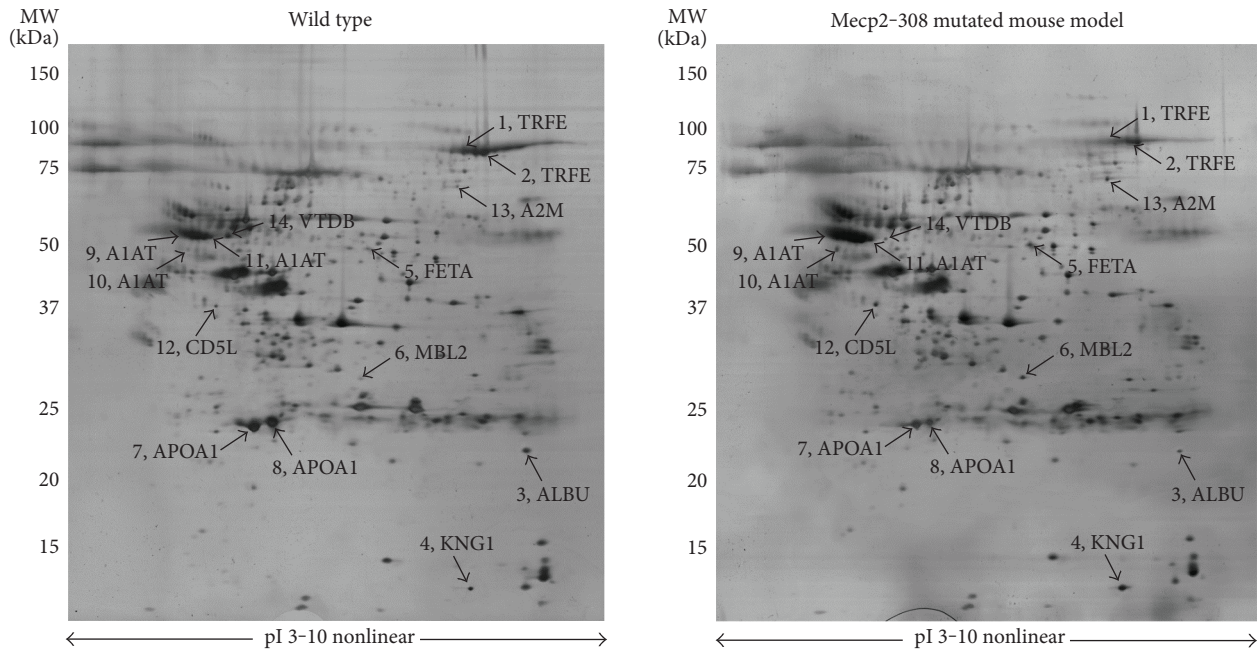 Wild type
MW
(kDa)
150
100
75
50
37
25
20
15
1, TRFE
2, TRFE
13, A2M
14, VTDB
9, A1AT
11, A1AT
10, A1AT
5, FETA
12, CD5L
6, MBL2
7, APOA1
8, APOA1
3, ALBU
4, KNG1
pI 3–10 nonlinear
Mecp2–308 mutated mouse model
MW
(kDa)
150
100
75
50
37
25
20
15
1, TRFE
2, TRFE
13, A2M
14, VTDB
9, A1AT
11, A1AT
10, A1AT
5, FETA
12, CD5L
6, MBL2
7, APOA1
8, APOA1
3, ALBU
4, KNG1
pI 3–10 nonlinear